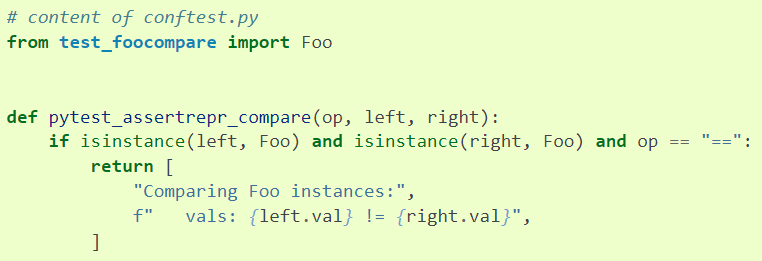 # content of conftest.py
from test_foocompare import Foo
def pytest_assertrepr_compare(op, left, right):
    if isinstance(left, Foo) and isinstance(right, Foo) and op == "==":
        return [
            "Comparing Foo instances:",
            f"   vals: {left.val} != {right.val}",
        ]